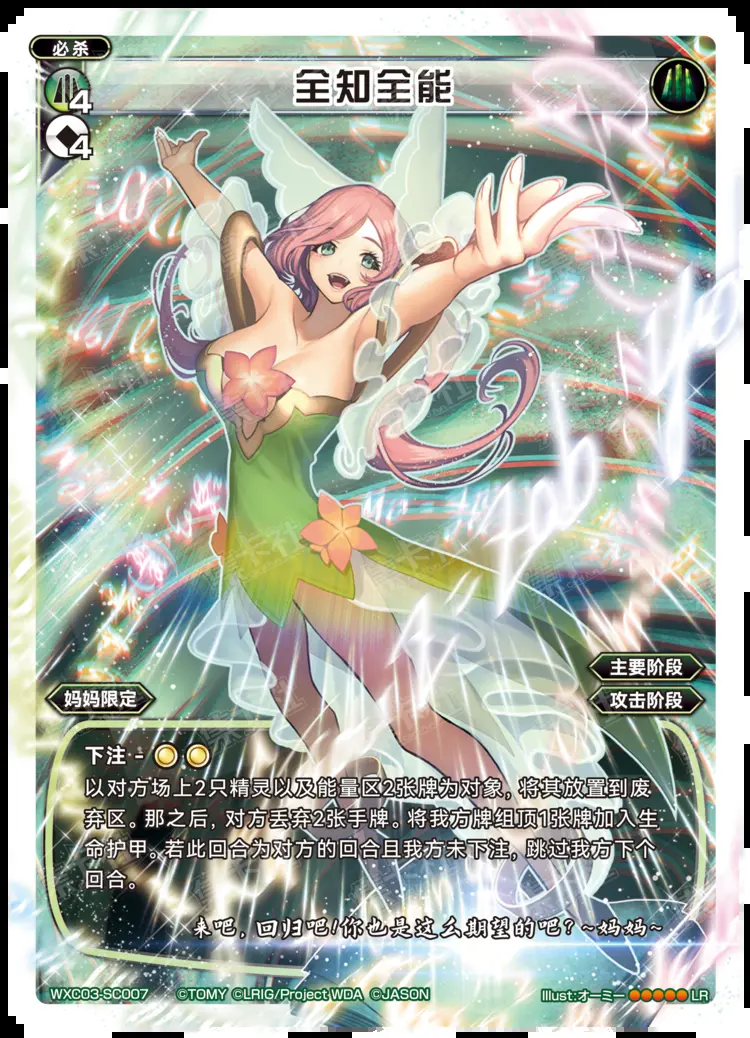 必杀
全知全能
4
4
主要阶段
妈妈限定
攻击阶段
下注 -
以对方场上2只精灵以及能量区2张牌为对象，将其放置到废
弃区。那之后，对方丢弃2张手牌。将我方牌组顶1张牌加入生
命护甲。若此回合为对方的回合且我方未下注，跳过我方下个
回合。
来吧，回归吧！你也是这么期望的吧？~妈妈~
WXC03-SC007 ©TOMY ©LRIG/Project WDA ©JASON
Illust:オーミー LR